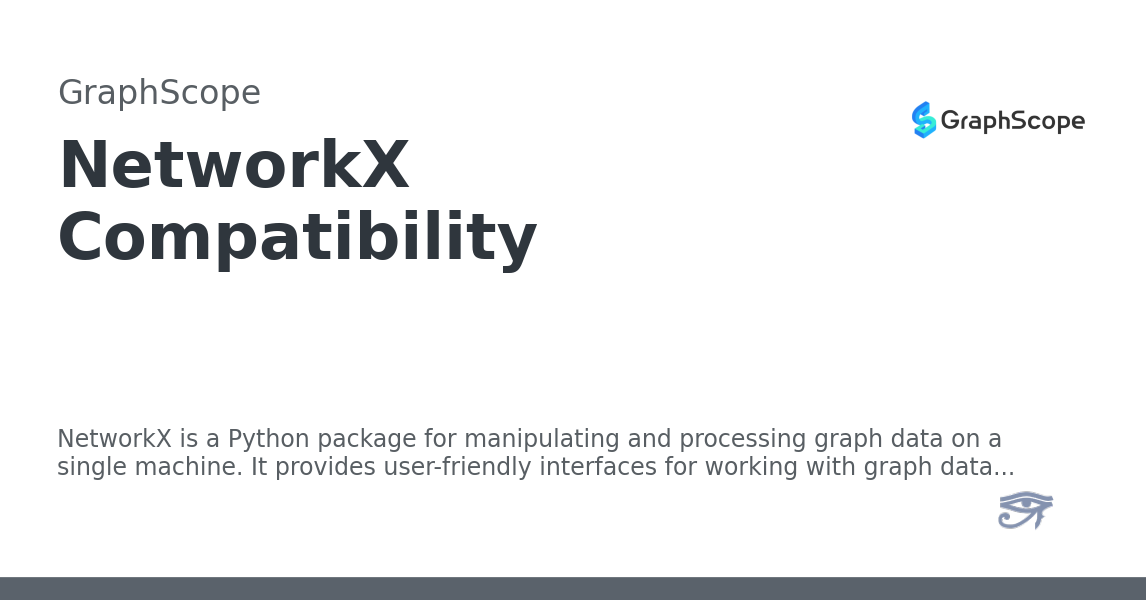 GraphScope
GraphScope
NetworkX
Compatibility
NetworkX is a Python package for manipulating and processing graph data on a
single machine. It provides user-friendly interfaces for working with graph data...